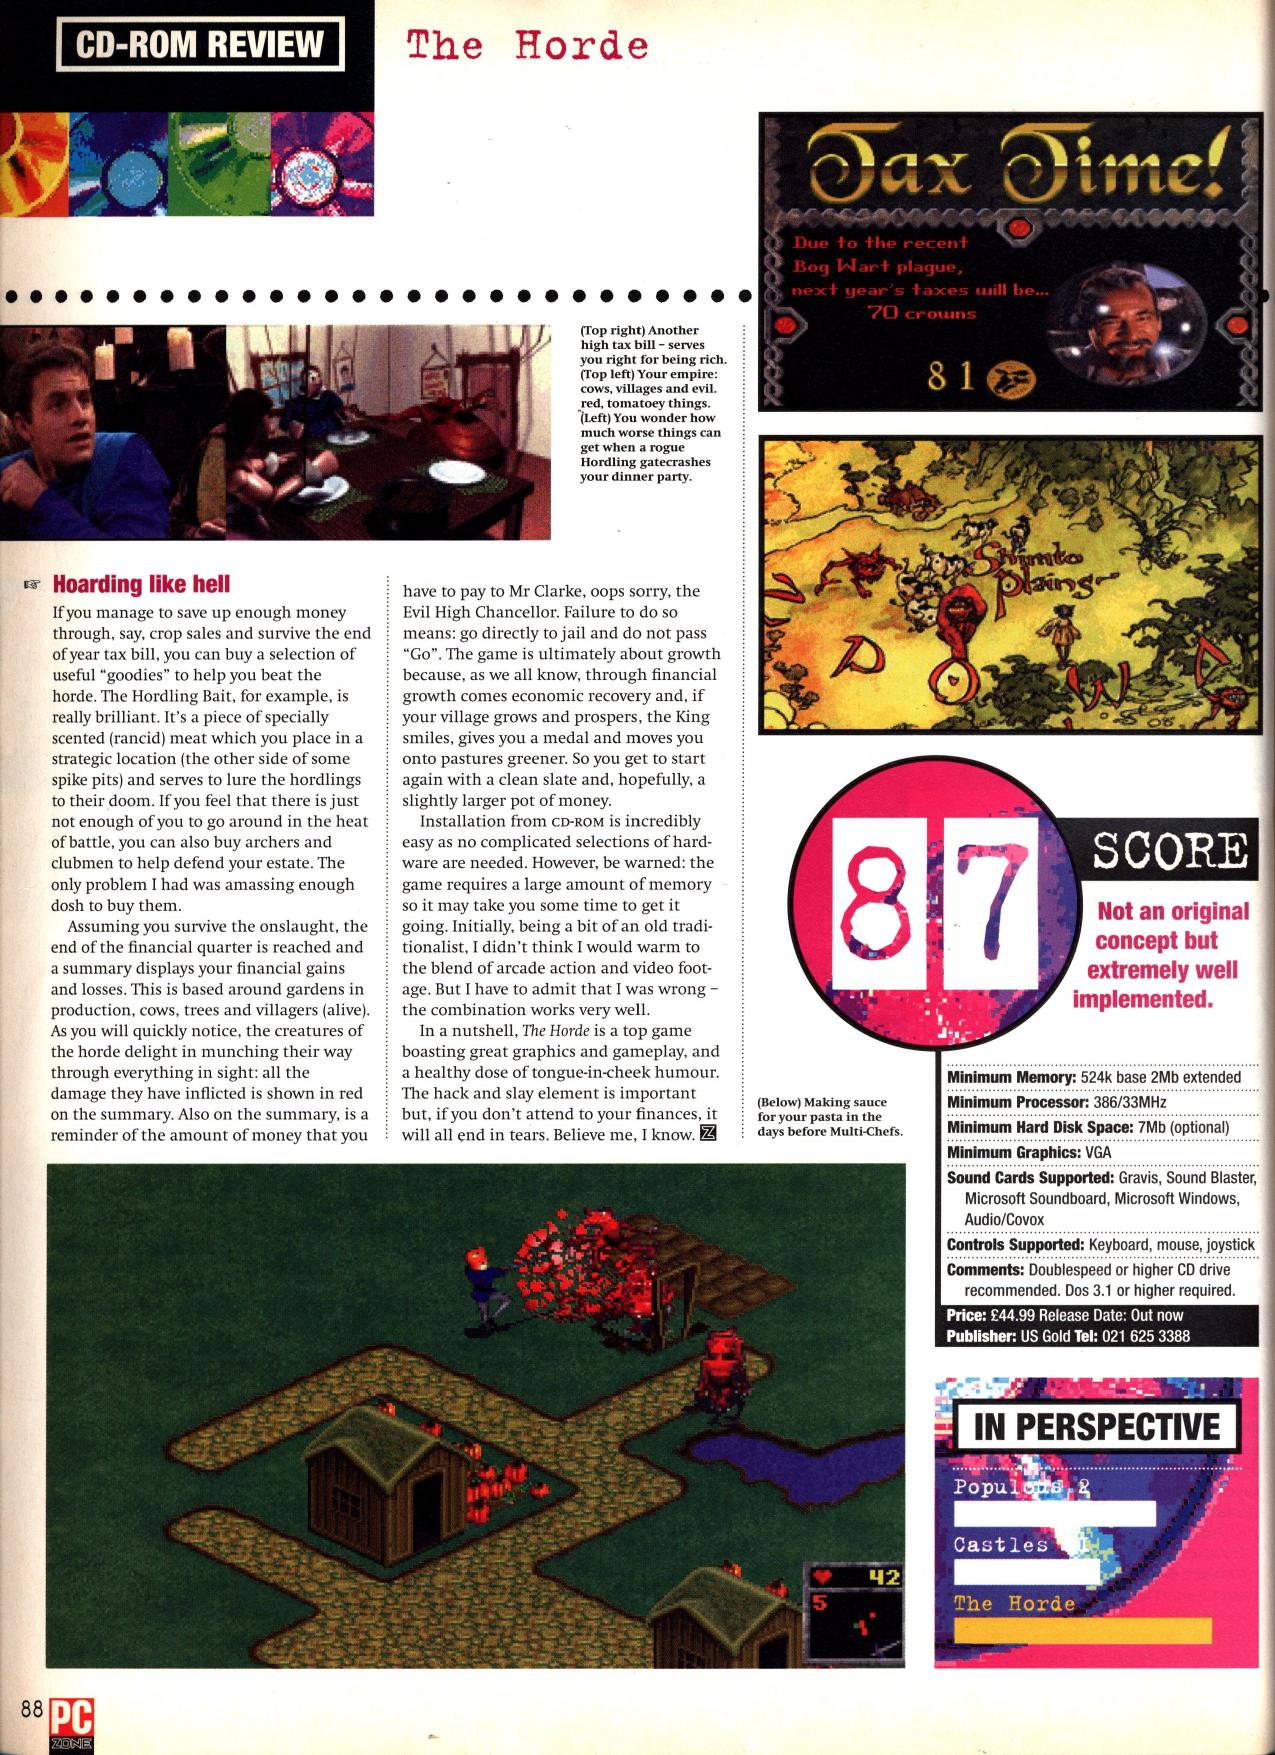 CD-ROM REVIEW
The Horde
Tax Time!
Due to the recent
Bog Wart plague,
next year's taxes will be...
70 crowns
81
(Top right) Another
high tax bill – serves
you right for being rich.
(Top left) Your empire:
cows, villages and evil.
red, tomatoey things.
(Left) You wonder how
much worse things can
get when a rogue
Hordling gatecrashes
your dinner party.
Shimto
Plains
Hoarding like hell
If you manage to save up enough money
through, say, crop sales and survive the end
of year tax bill, you can buy a selection of
useful “goodies” to help you beat the
horde. The Hordling Bait, for example, is
really brilliant. It’s a piece of specially
scented (rancid) meat which you place in a
strategic location (the other side of some
spike pits) and serves to lure the hordlings
to their doom. If you feel that there is just
not enough of you to go around in the heat
of battle, you can also buy archers and
clubmen to help defend your estate. The
only problem I had was amassing enough
dosh to buy them.
Assuming you survive the onslaught, the
end of the financial quarter is reached and
a summary displays your financial gains
and losses. This is based around gardens in
production, cows, trees and villagers (alive).
As you will quickly notice, the creatures of
the horde delight in munching their way
through everything in sight: all the
damage they have inflicted is shown in red
on the summary. Also on the summary, is a
reminder of the amount of money that you
have to pay to Mr Clarke, oops sorry, the
Evil High Chancellor. Failure to do so
means: go directly to jail and do not pass
“Go”. The game is ultimately about growth
because, as we all know, through financial
growth comes economic recovery and, if
your village grows and prospers, the King
smiles, gives you a medal and moves you
onto pastures greener. So you get to start
again with a clean slate and, hopefully, a
slightly larger pot of money.
Installation from CD-ROM is incredibly
easy as no complicated selections of hard-
ware are needed. However, be warned: the
game requires a large amount of memory
so it may take you some time to get it
going. Initially, being a bit of an old tradi-
tionalist, I didn’t think I would warm to
the blend of arcade action and video foot-
age. But I have to admit that I was wrong –
the combination works very well.
In a nutshell, The Horde is a top game
boasting great graphics and gameplay, and
a healthy dose of tongue-in-cheek humour.
The hack and slay element is important
but, if you don’t attend to your finances, it
will all end in tears. Believe me, I know. Z
87
SCORE
Not an original
concept but
extremely well
implemented.
Minimum Memory: 524k base 2Mb extended
Minimum Processor: 386/33MHz
Minimum Hard Disk Space: 7Mb (optional)
Minimum Graphics: VGA
Sound Cards Supported: Gravis, Sound Blaster,
Microsoft Soundboard, Microsoft Windows,
Audio/Covox
Controls Supported: Keyboard, mouse, joystick
Comments: Doublespeed or higher CD drive
recommended. Dos 3.1 or higher required.
Price: £44.99 Release Date: Out now
Publisher: US Gold Tel: 021 625 3388
(Below) Making sauce
for your pasta in the
days before Multi-Chefs.
42
5
IN PERSPECTIVE
Populous 2
Castles
The Horde
88 PC
ZONE